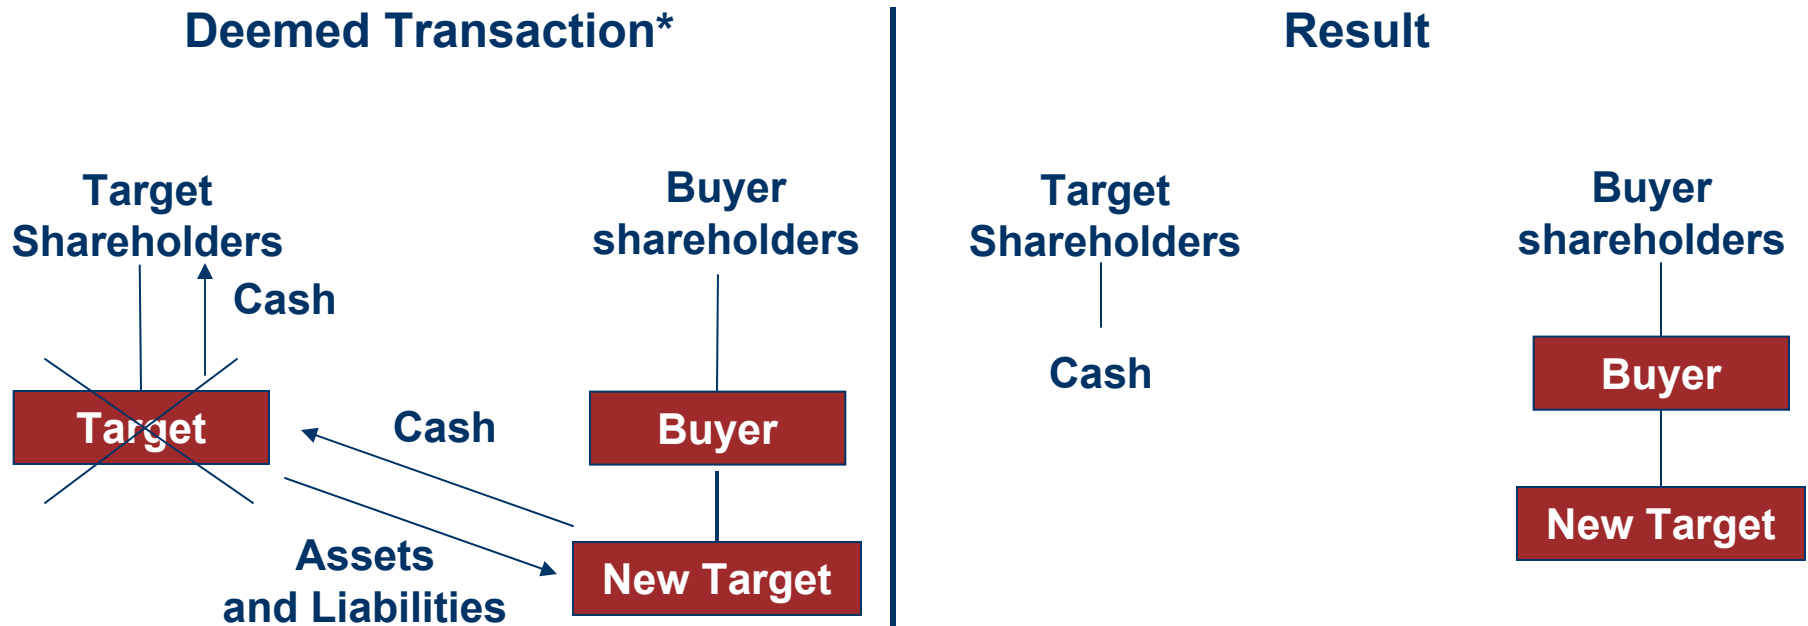 Deemed Transaction*
Target
Shareholders
Cash
Buyer
shareholders
Target
Cash
Buyer
Assets
and Liabilities
New Target
Result
Target
Shareholders
Cash
Buyer
shareholders
Buyer
New Target